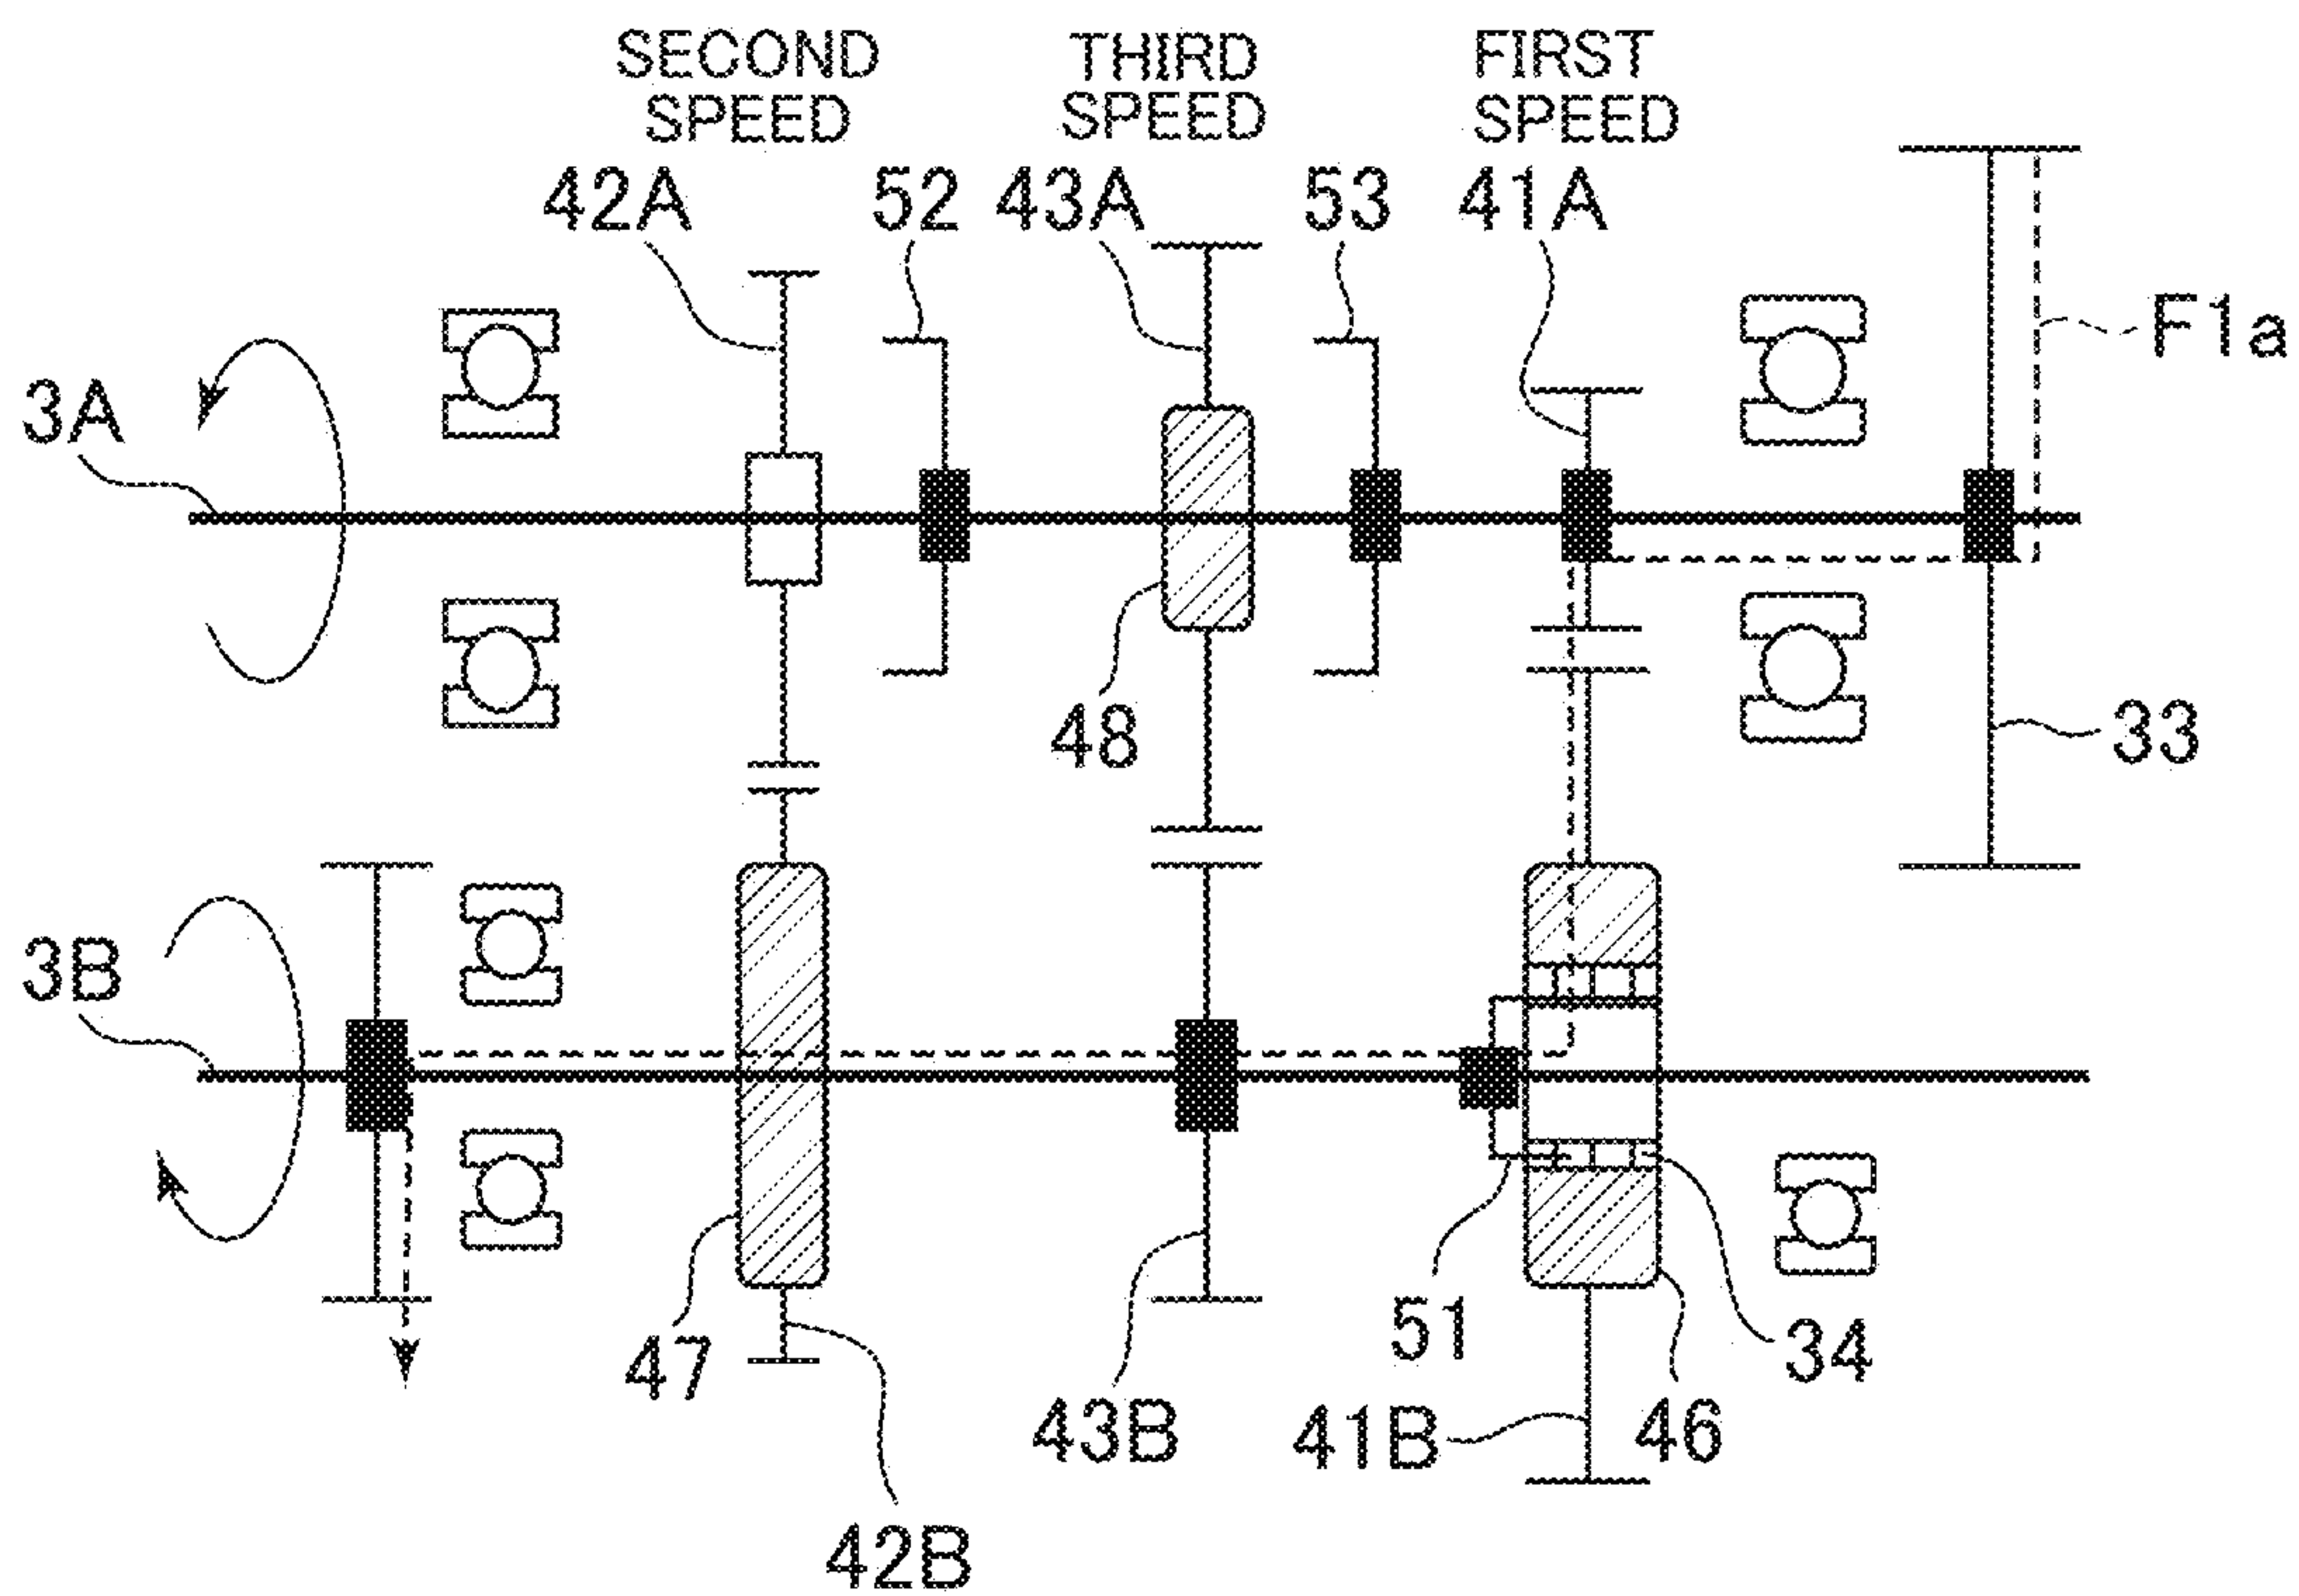 SECOND
SPEED
THIRD
SPEED
FIRST
SPEED
42A
52
43A
53
41A
F1a
3A
48
33
3B
47
51
34
43B
41B
46
42B